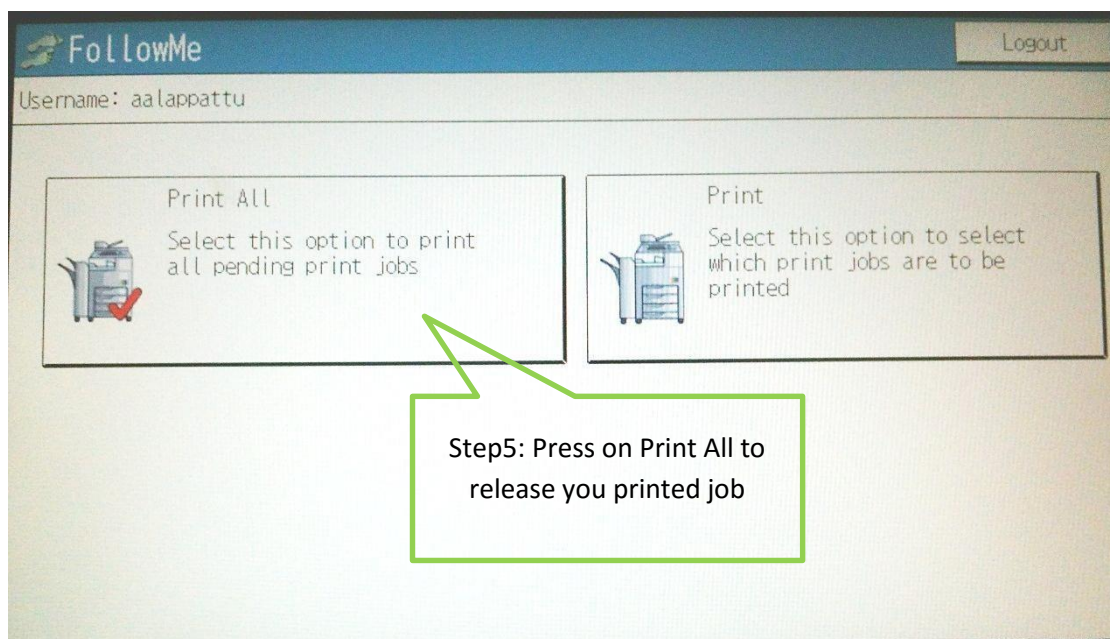 FollowMe
Logout
Username: aalappattu
Print All
Select this option to print
all pending print jobs
Print
Select this option to select
which print jobs are to be
printed
Step5: Press on Print All to
release you printed job